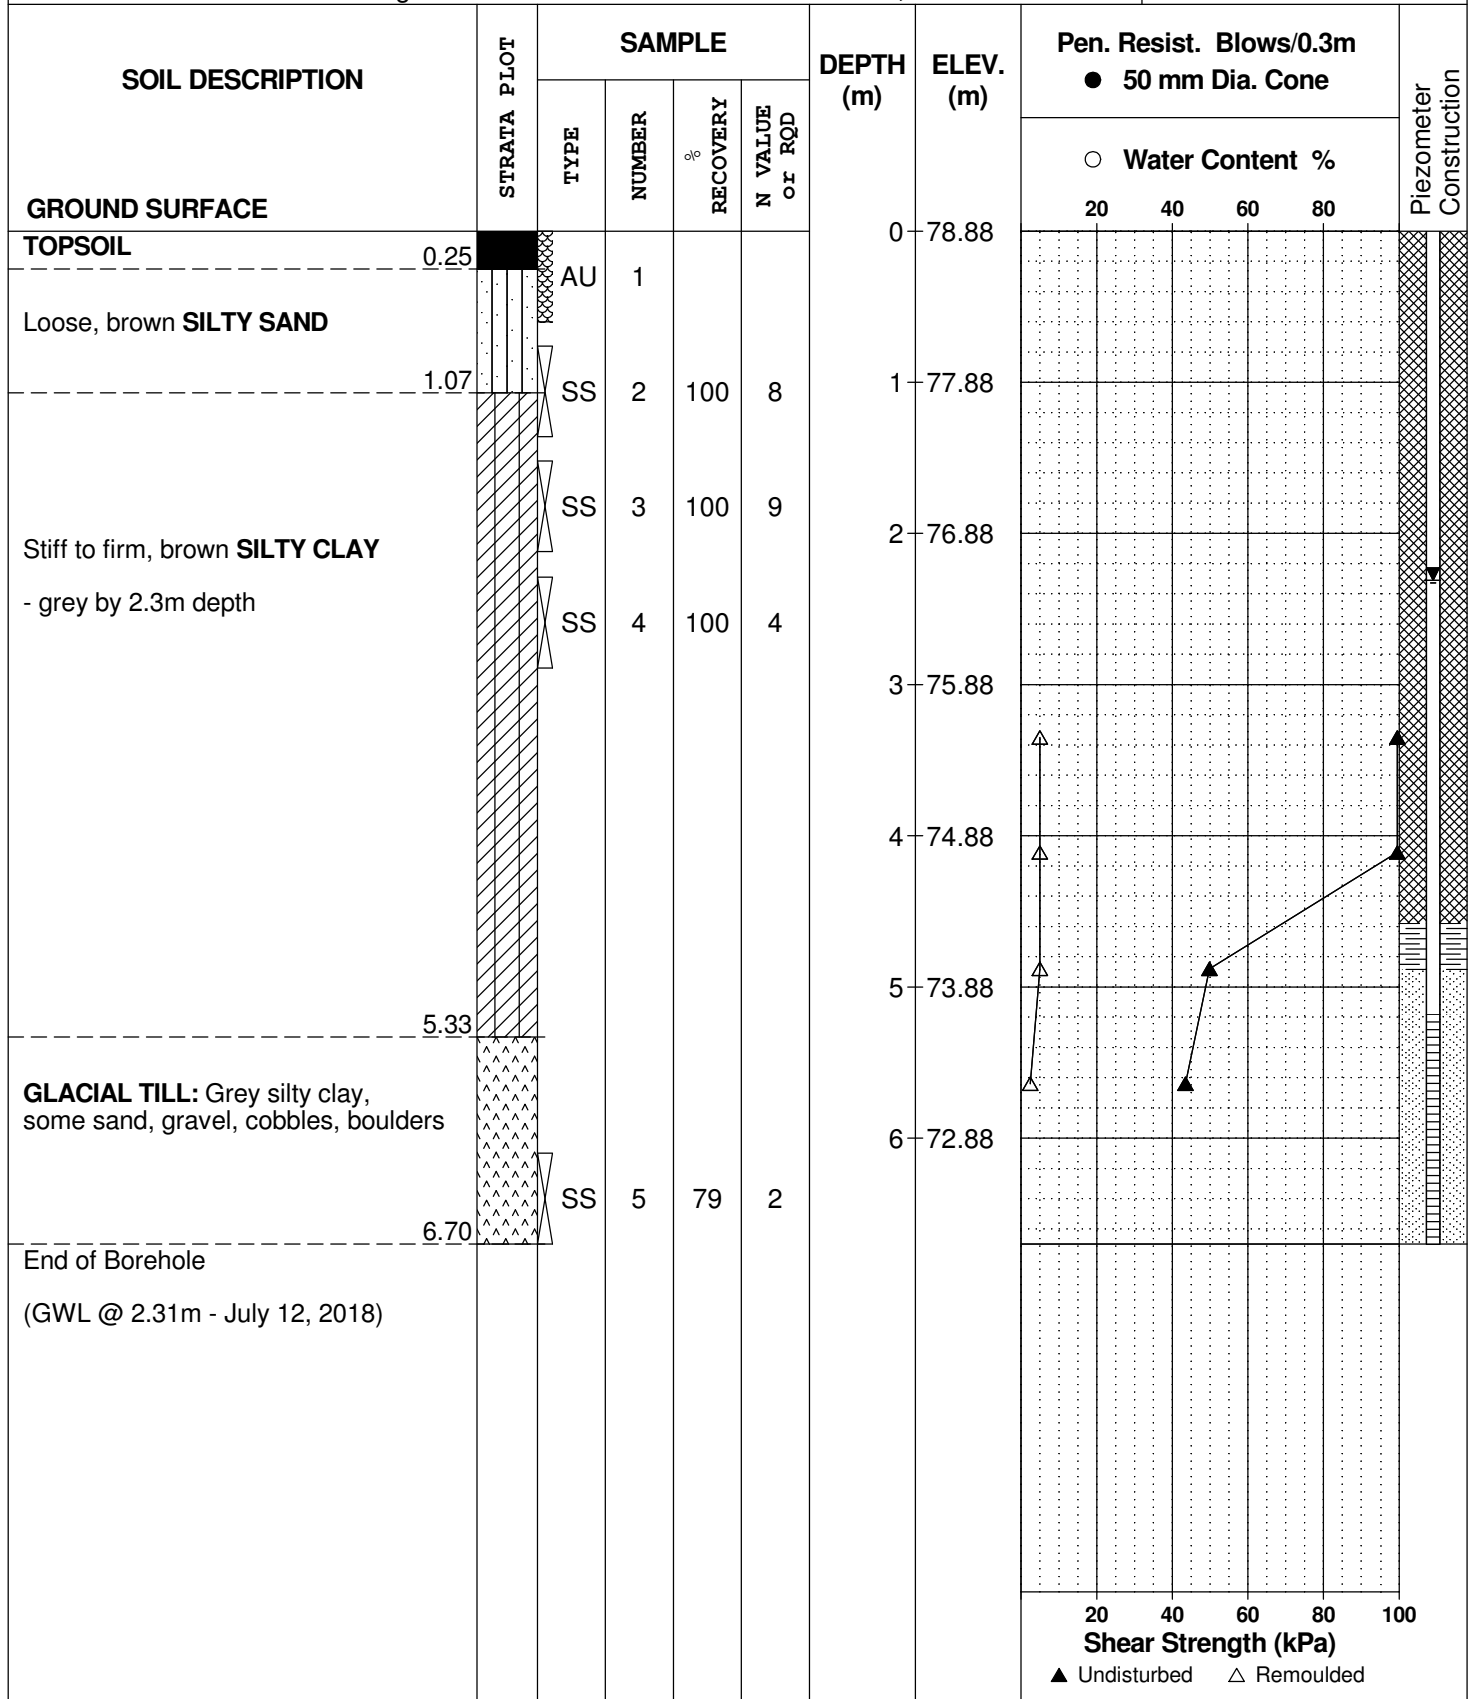 SOIL DESCRIPTION
GROUND SURFACE
STRATA PLOT
SAMPLE
TYPE
NUMBER
%
RECOVERY
N VALUE
or RQD
DEPTH
(m)
ELEV.
(m)
Pen. Resist. Blows/0.3m
● 50 mm Dia. Cone
○ Water Content %
20 40 60 80
Piezometer
Construction
TOPSOIL
0.25
AU 1
0 78.88
Loose, brown SILTY SAND
1.07
SS 2 100 8
1 77.88
SS 3 100 9
Stiff to firm, brown SILTY CLAY
2 76.88
- grey by 2.3m depth
SS 4 100 4
3 75.88
4 74.88
5 73.88
5.33
GLACIAL TILL: Grey silty clay,
some sand, gravel, cobbles, boulders
6 72.88
SS 5 79 2
6.70
End of Borehole
(GWL @ 2.31m - July 12, 2018)
20 40 60 80 100
Shear Strength (kPa)
▲ Undisturbed △ Remoulded